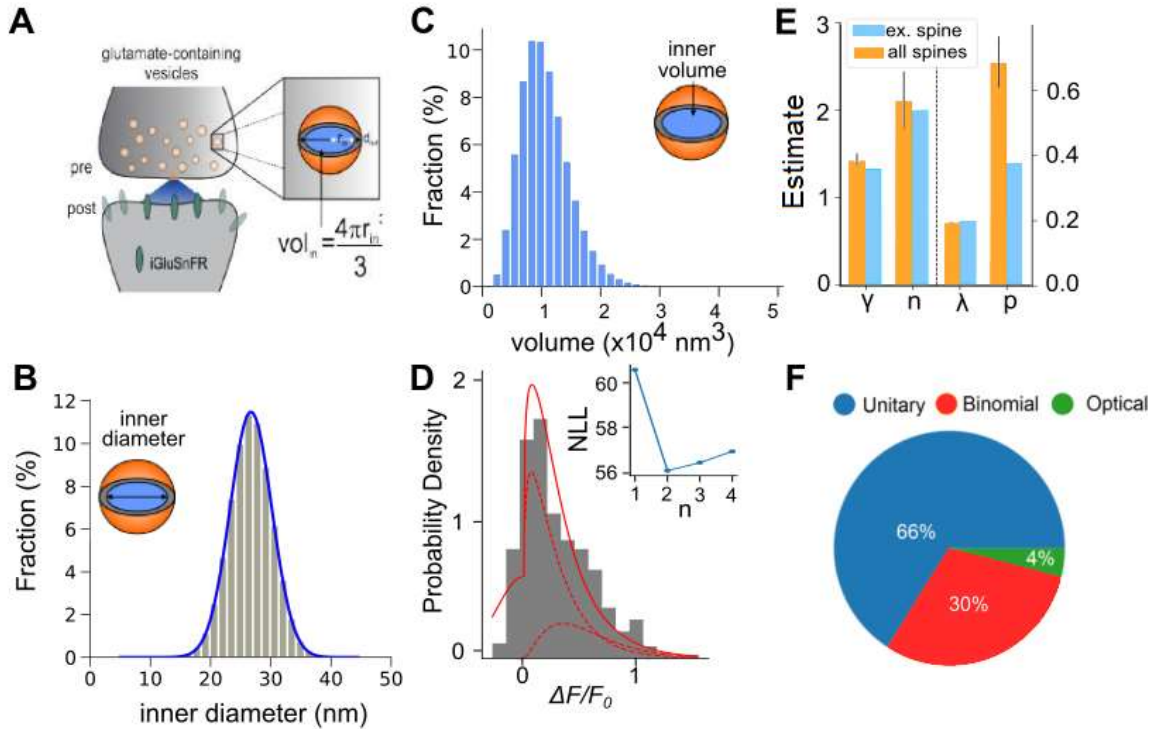 A
glutamate-containing
vesicles
pre
post
iGluSnFR
vol_in = 4πr_in
3
B
inner
diameter
Fraction (%)
12
10
8
6
4
2
0
0 10 20 30 40 50
inner diameter (nm)
C
inner
volume
Fraction (%)
10
8
6
4
2
0
0 1 2 3 4 5
volume (x10⁴ nm³)
D
Probability Density
2
1
0
0 1
ΔF/F₀
NLL
60
58
56
1 2 3 4
n
E
ex. spine
all spines
Estimate
3
2
1
0
0.6
0.4
0.2
0.0
γ n λ p
F
Unitary Binomial Optical
66%
4%
30%